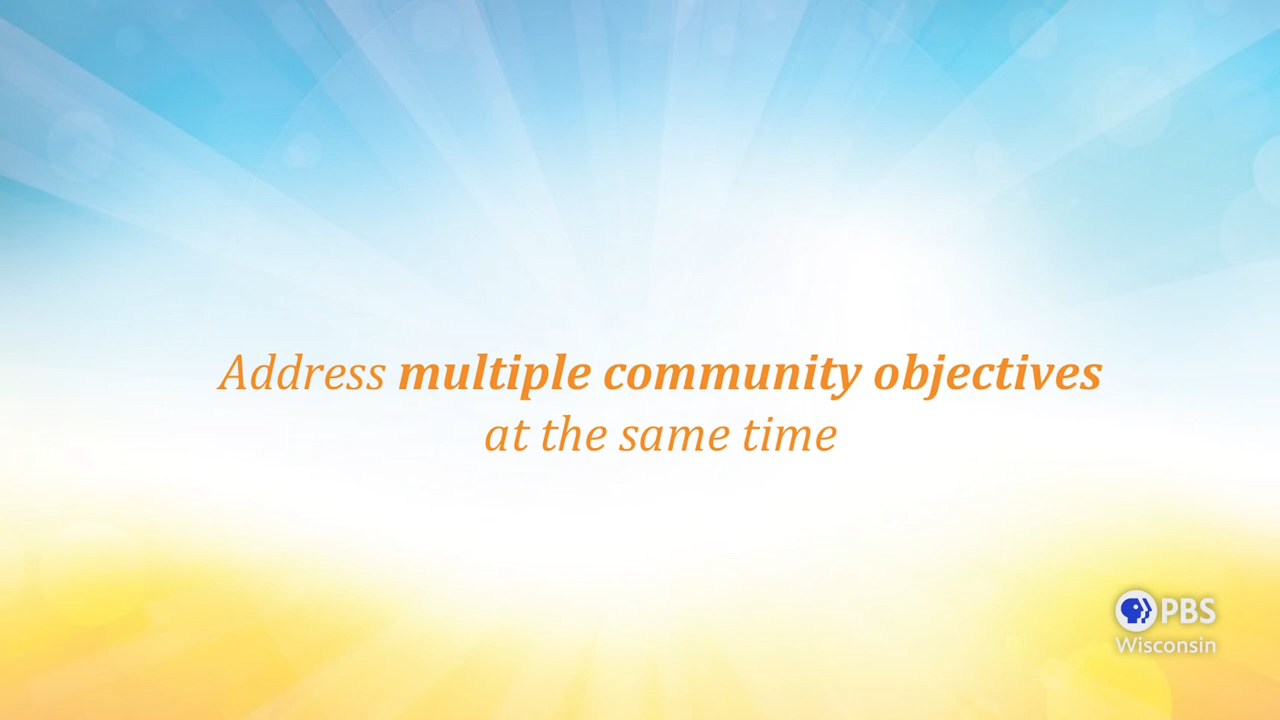 Address multiple community objectives
at the same time
PBS
Wisconsin